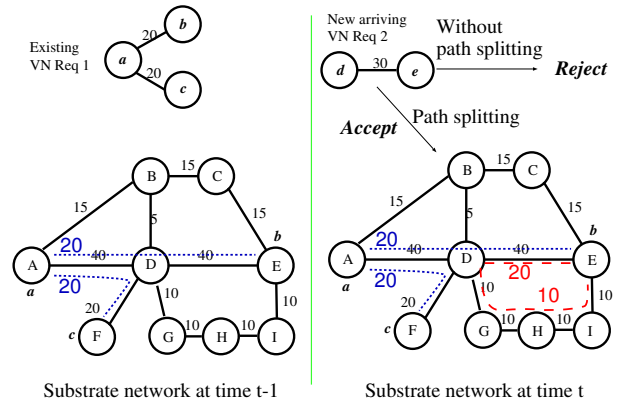 Existing
VN Req 1
b
20
a
20
c
B
15
C
15
5
15
b
20
40
40
A
D
E
a
20
20
10
10
c
F
G
10
H
10
I
Substrate network at time t-1
New arriving
VN Req 2
d
30
e
Without
path splitting
Reject
Accept
Path splitting
B
15
C
15
5
15
b
20
40
40
A
D
E
a
20
20
20
10
10
10
c
F
G
10
H
10
I
Substrate network at time t